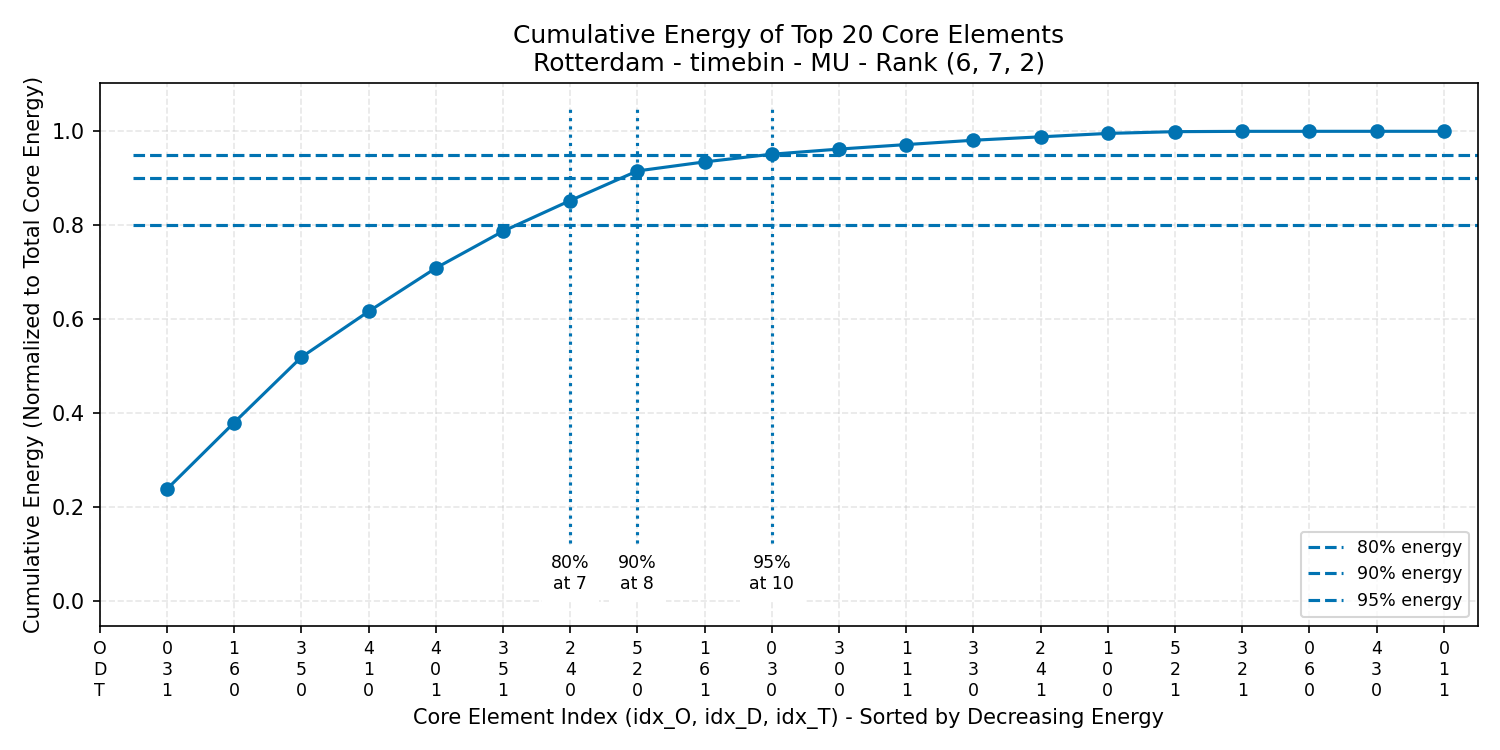 Cumulative Energy of Top 20 Core Elements
Rotterdam - timebin - MU - Rank (6, 7, 2)
Cumulative Energy (Normalized to Total Core Energy)
1.0
0.8
0.6
0.4
0.2
0.0
80%
at 7
90%
at 8
95%
at 10
80% energy
90% energy
95% energy
O 0 1 3 4 4 3 2 5 1 0 3 1 3 2 1 5 3 0 4 0
D 3 6 5 1 0 5 4 2 6 3 0 1 3 4 0 2 2 6 3 1
T 1 0 0 0 1 1 0 0 1 0 0 1 0 1 0 1 1 0 0 1
Core Element Index (idx_O, idx_D, idx_T) - Sorted by Decreasing Energy